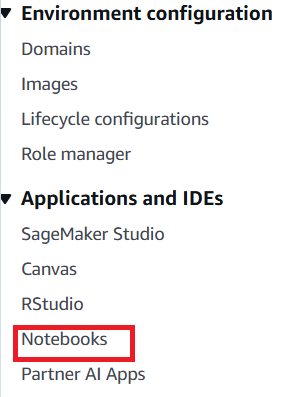 Environment configuration
Domains
Images
Lifecycle configurations
Role manager
Applications and IDEs
SageMaker Studio
Canvas
RStudio
Notebooks
Partner AI Apps